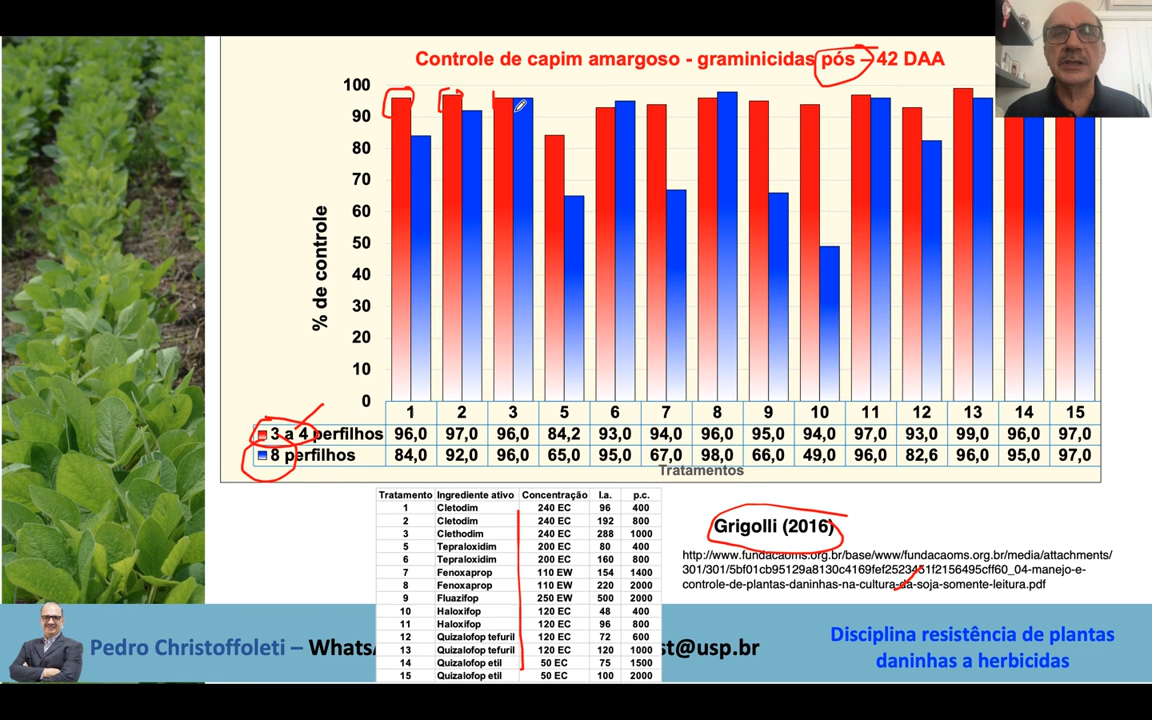 Controle de capim amargoso - graminicidas pós – 42 DAA
% de controle
100
90
80
70
60
50
40
30
20
10
0
1 2 3 5 6 7 8 9 10 11 12 13 14 15
3 a 4 perfilhos 96,0 97,0 96,0 84,2 93,0 94,0 96,0 95,0 94,0 97,0 93,0 99,0 96,0 97,0
8 perfilhos 84,0 92,0 96,0 65,0 95,0 67,0 98,0 66,0 49,0 96,0 82,6 96,0 95,0 97,0
Tratamentos
Tratamento Ingrediente ativo Concentração I.a. p.c.
1 Cletodim 240 EC 96 400
2 Cletodim 240 EC 192 800
3 Clethodim 240 EC 288 1000
5 Tepraloxidim 200 EC 80 400
6 Tepraloxidim 200 EC 160 800
7 Fenoxaprop 110 EW 154 1400
8 Fenoxaprop 110 EW 220 2000
9 Fluazifop 250 EW 500 2000
10 Haloxifop 120 EC 48 400
11 Haloxifop 120 EC 96 800
12 Quizalofop tefuril 120 EC 72 600
13 Quizalofop tefuril 120 EC 120 1000
14 Quizalofop etil 50 EC 75 1500
15 Quizalofop etil 50 EC 100 2000
Grigolli (2016)
http://www.fundacaoms.org.br/base/www/fundacaoms.org.br/media/attachments/
301/301/5bf01cb95129a8130c4169fef2523451f2156495cff60_04-manejo-e-
controle-de-plantas-daninhas-na-cultura-da-soja-somente-leitura.pdf
Pedro Christoffoleti – Whats
st@usp.br
Disciplina resistência de plantas
daninhas a herbicidas